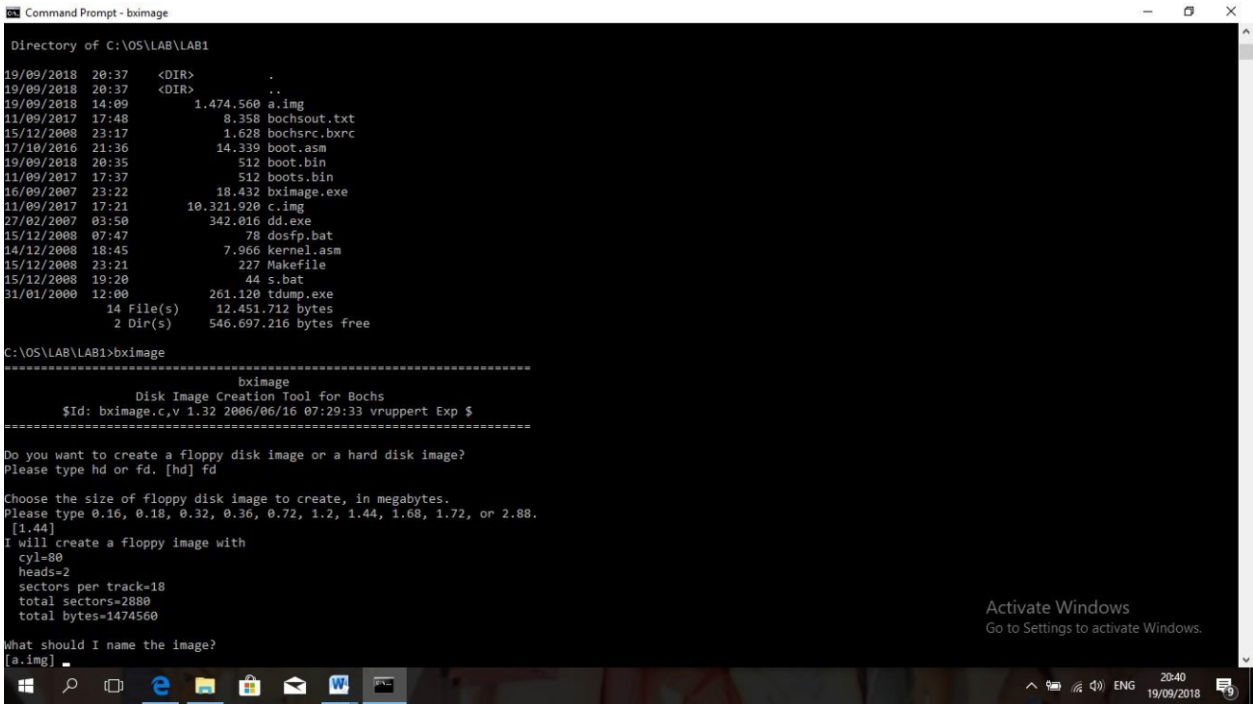 Command Prompt - bximage
Directory of C:\OS\LAB\LAB1
19/09/2018 20:37 <DIR> .
19/09/2018 20:37 <DIR> ..
19/09/2018 14:09 1.474.560 a.img
11/09/2017 17:48 8.358 bochsout.txt
15/12/2008 23:17 1.628 bochsrc.bxrc
17/10/2016 21:36 14.339 boot.asm
19/09/2018 20:35 512 boot.bin
11/09/2017 17:37 512 boots.bin
16/09/2007 23:22 18.432 bximage.exe
11/09/2017 17:21 10.321.920 c.img
27/02/2007 03:50 342.016 dd.exe
15/12/2008 07:47 78 dosfp.bat
14/12/2008 18:45 7.966 kernel.asm
15/12/2008 23:21 227 Makefile
15/12/2008 19:20 44 s.bat
31/01/2000 12:00 261.120 tdump.exe
14 File(s) 12.451.712 bytes
2 Dir(s) 546.697.216 bytes free
C:\OS\LAB\LAB1>bximage
========================================================================
bximage
Disk Image Creation Tool for Bochs
$Id: bximage.c,v 1.32 2006/06/16 07:29:33 vruppert Exp $
========================================================================
Do you want to create a floppy disk image or a hard disk image?
Please type hd or fd. [hd] fd
Choose the size of floppy disk image to create, in megabytes.
Please type 0.16, 0.18, 0.32, 0.36, 0.72, 1.2, 1.44, 1.68, 1.72, or 2.88.
[1.44]
I will create a floppy image with
cyl=80
heads=2
sectors per track=18
total sectors=2880
total bytes=1474560
What should I name the image?
[a.img]
Activate Windows
Go to Settings to activate Windows.
ENG
20:40
19/09/2018